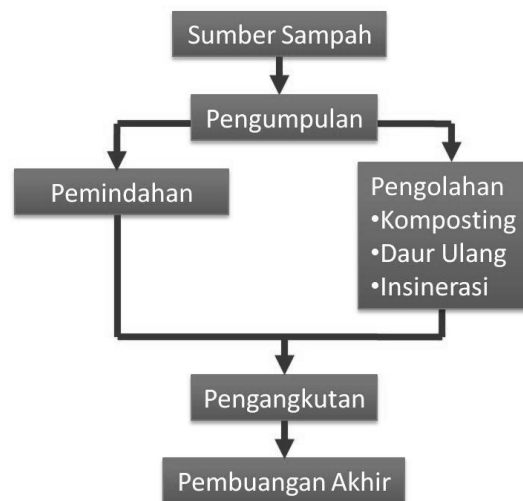 Sumber Sampah
Pengumpulan
Pemindahan
Pengolahan
•Komposting
•Daur Ulang
•Insinerasi
Pengangkutan
Pembuangan Akhir